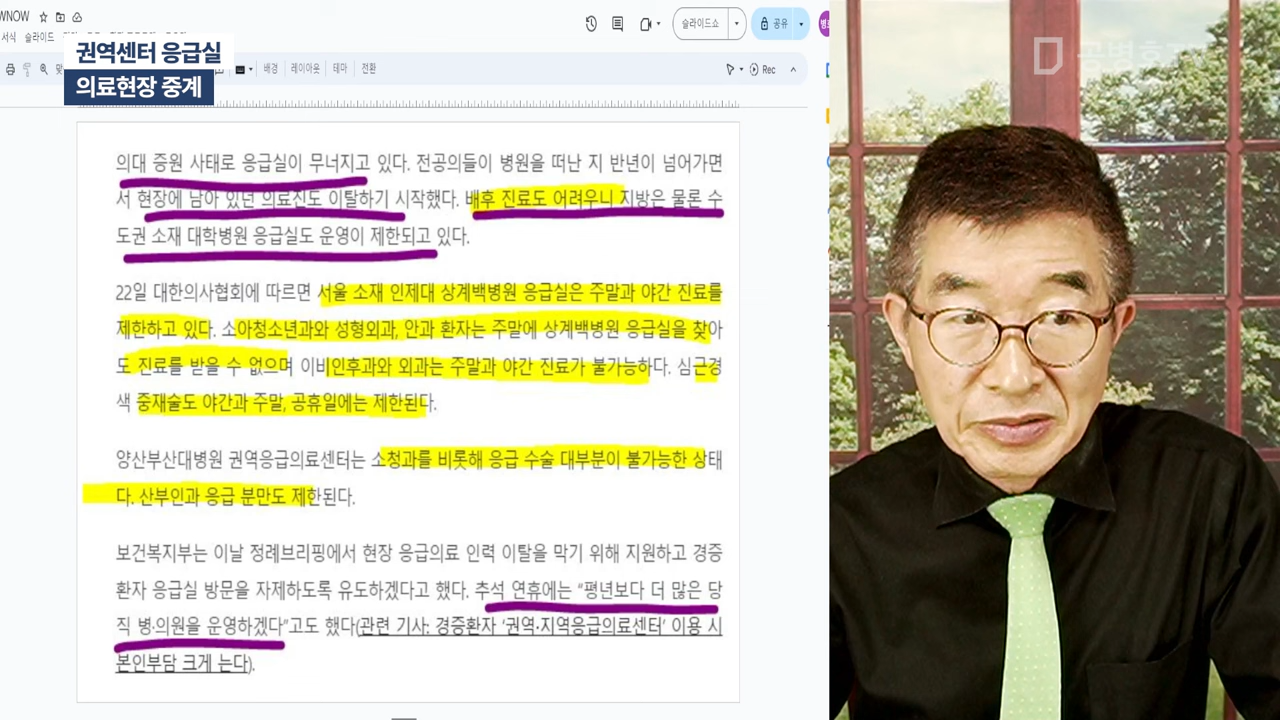 WNOW
슬라이드쇼
공유
서식 슬라이드
권역센터 응급실
의료현장 중계
배경 레이아웃 테마 전환
Rec
공병호TV
의대 증원 사태로 응급실이 무너지고 있다. 전공의들이 병원을 떠난 지 반년이 넘어가면
서 현장에 남아 있던 의료진도 이탈하기 시작했다. 배후 진료도 어려우니 지방은 물론 수
도권 소재 대학병원 응급실도 운영이 제한되고 있다.
22일 대한의사협회에 따르면 서울 소재 인제대 상계백병원 응급실은 주말과 야간 진료를
제한하고 있다. 소아청소년과와 성형외과, 안과 환자는 주말에 상계백병원 응급실을 찾아
도 진료를 받을 수 없으며 이비인후과와 외과는 주말과 야간 진료가 불가능하다. 심근경
색 중재술도 야간과 주말, 공휴일에는 제한된다.
양산부산대병원 권역응급의료센터는 소청과를 비롯해 응급 수술 대부분이 불가능한 상태
다. 산부인과 응급 분만도 제한된다.
보건복지부는 이날 정례브리핑에서 현장 응급의료 인력 이탈을 막기 위해 지원하고 경증
환자 응급실 방문을 자제하도록 유도하겠다고 했다. 추석 연휴에는 “평년보다 더 많은 당
직 병·의원을 운영하겠다”고도 했다(관련 기사: 경증환자 ‘권역·지역응급의료센터’ 이용 시
본인부담 크게 는다).